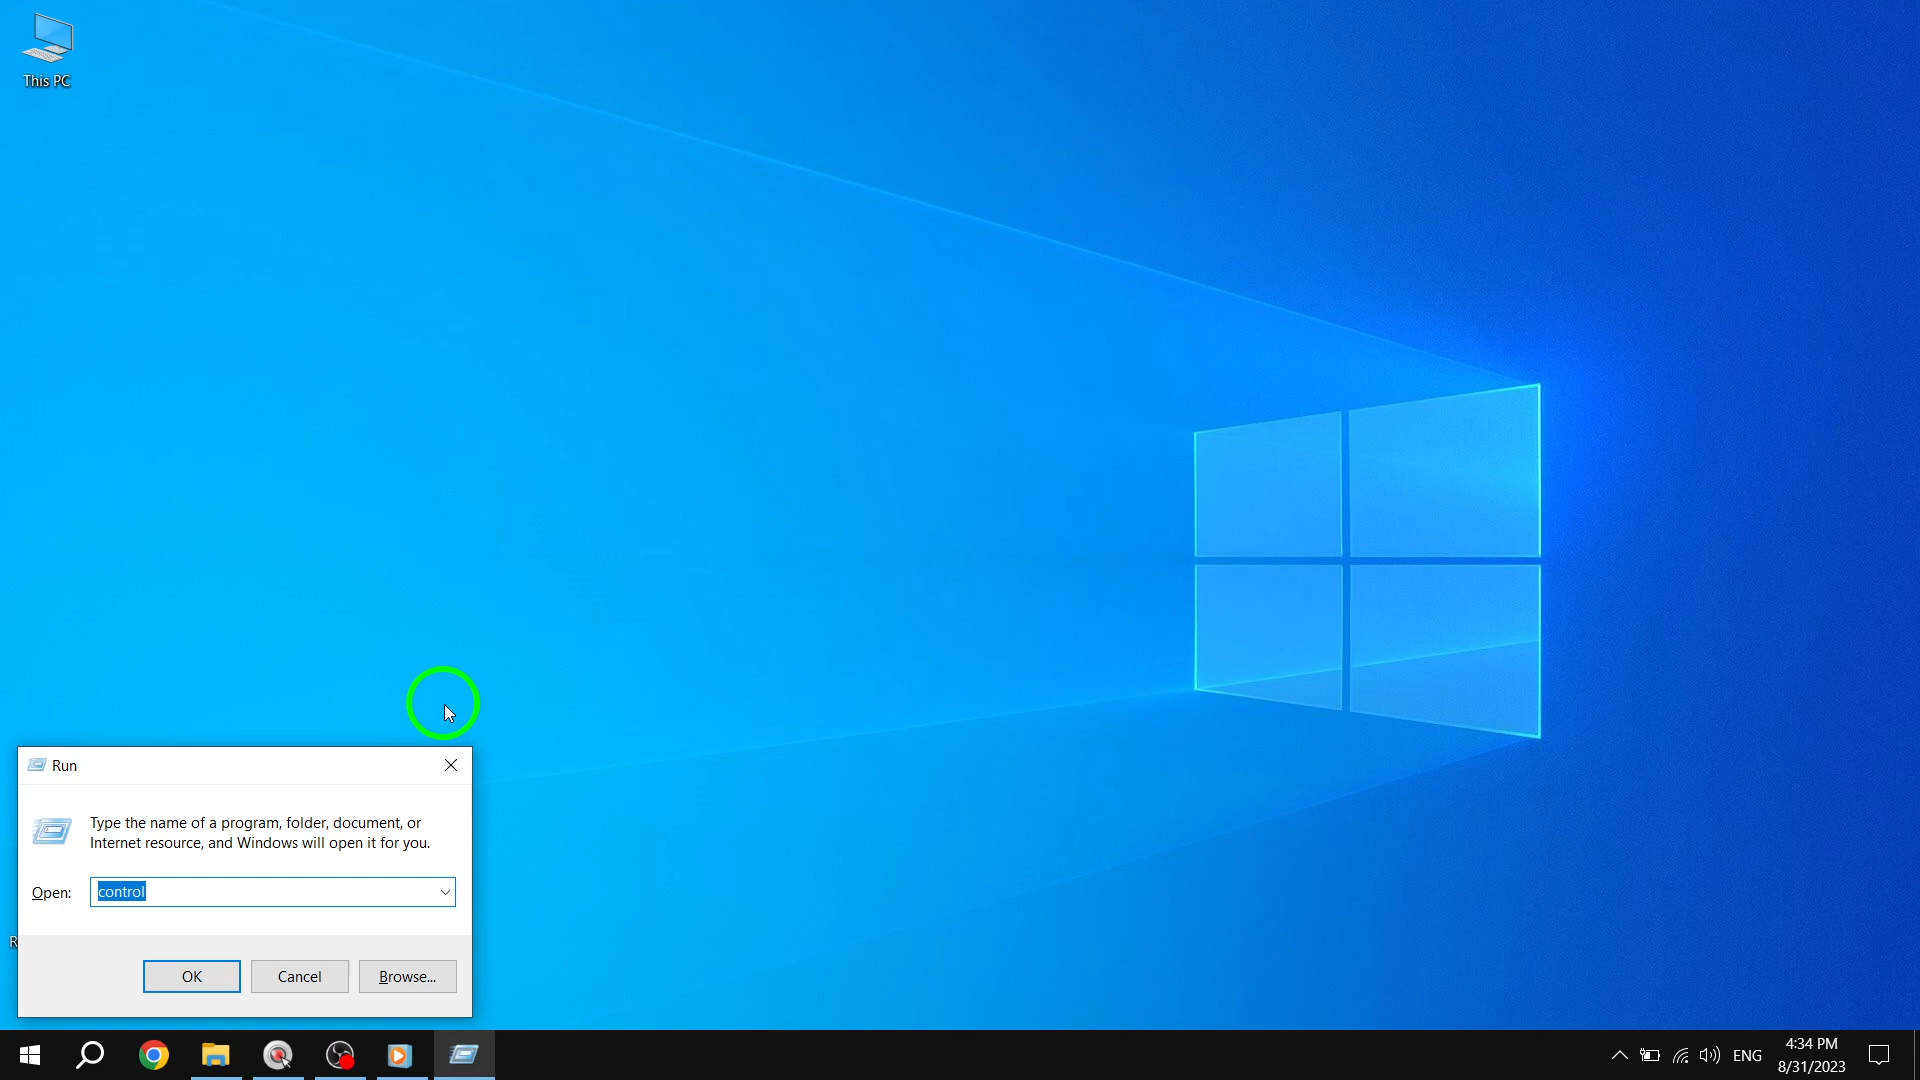 This PC
Run
Type the name of a program, folder, document, or
Internet resource, and Windows will open it for you.
Open:
control
R
OK
Cancel
Browse...
ENG
4:34 PM
8/31/2023